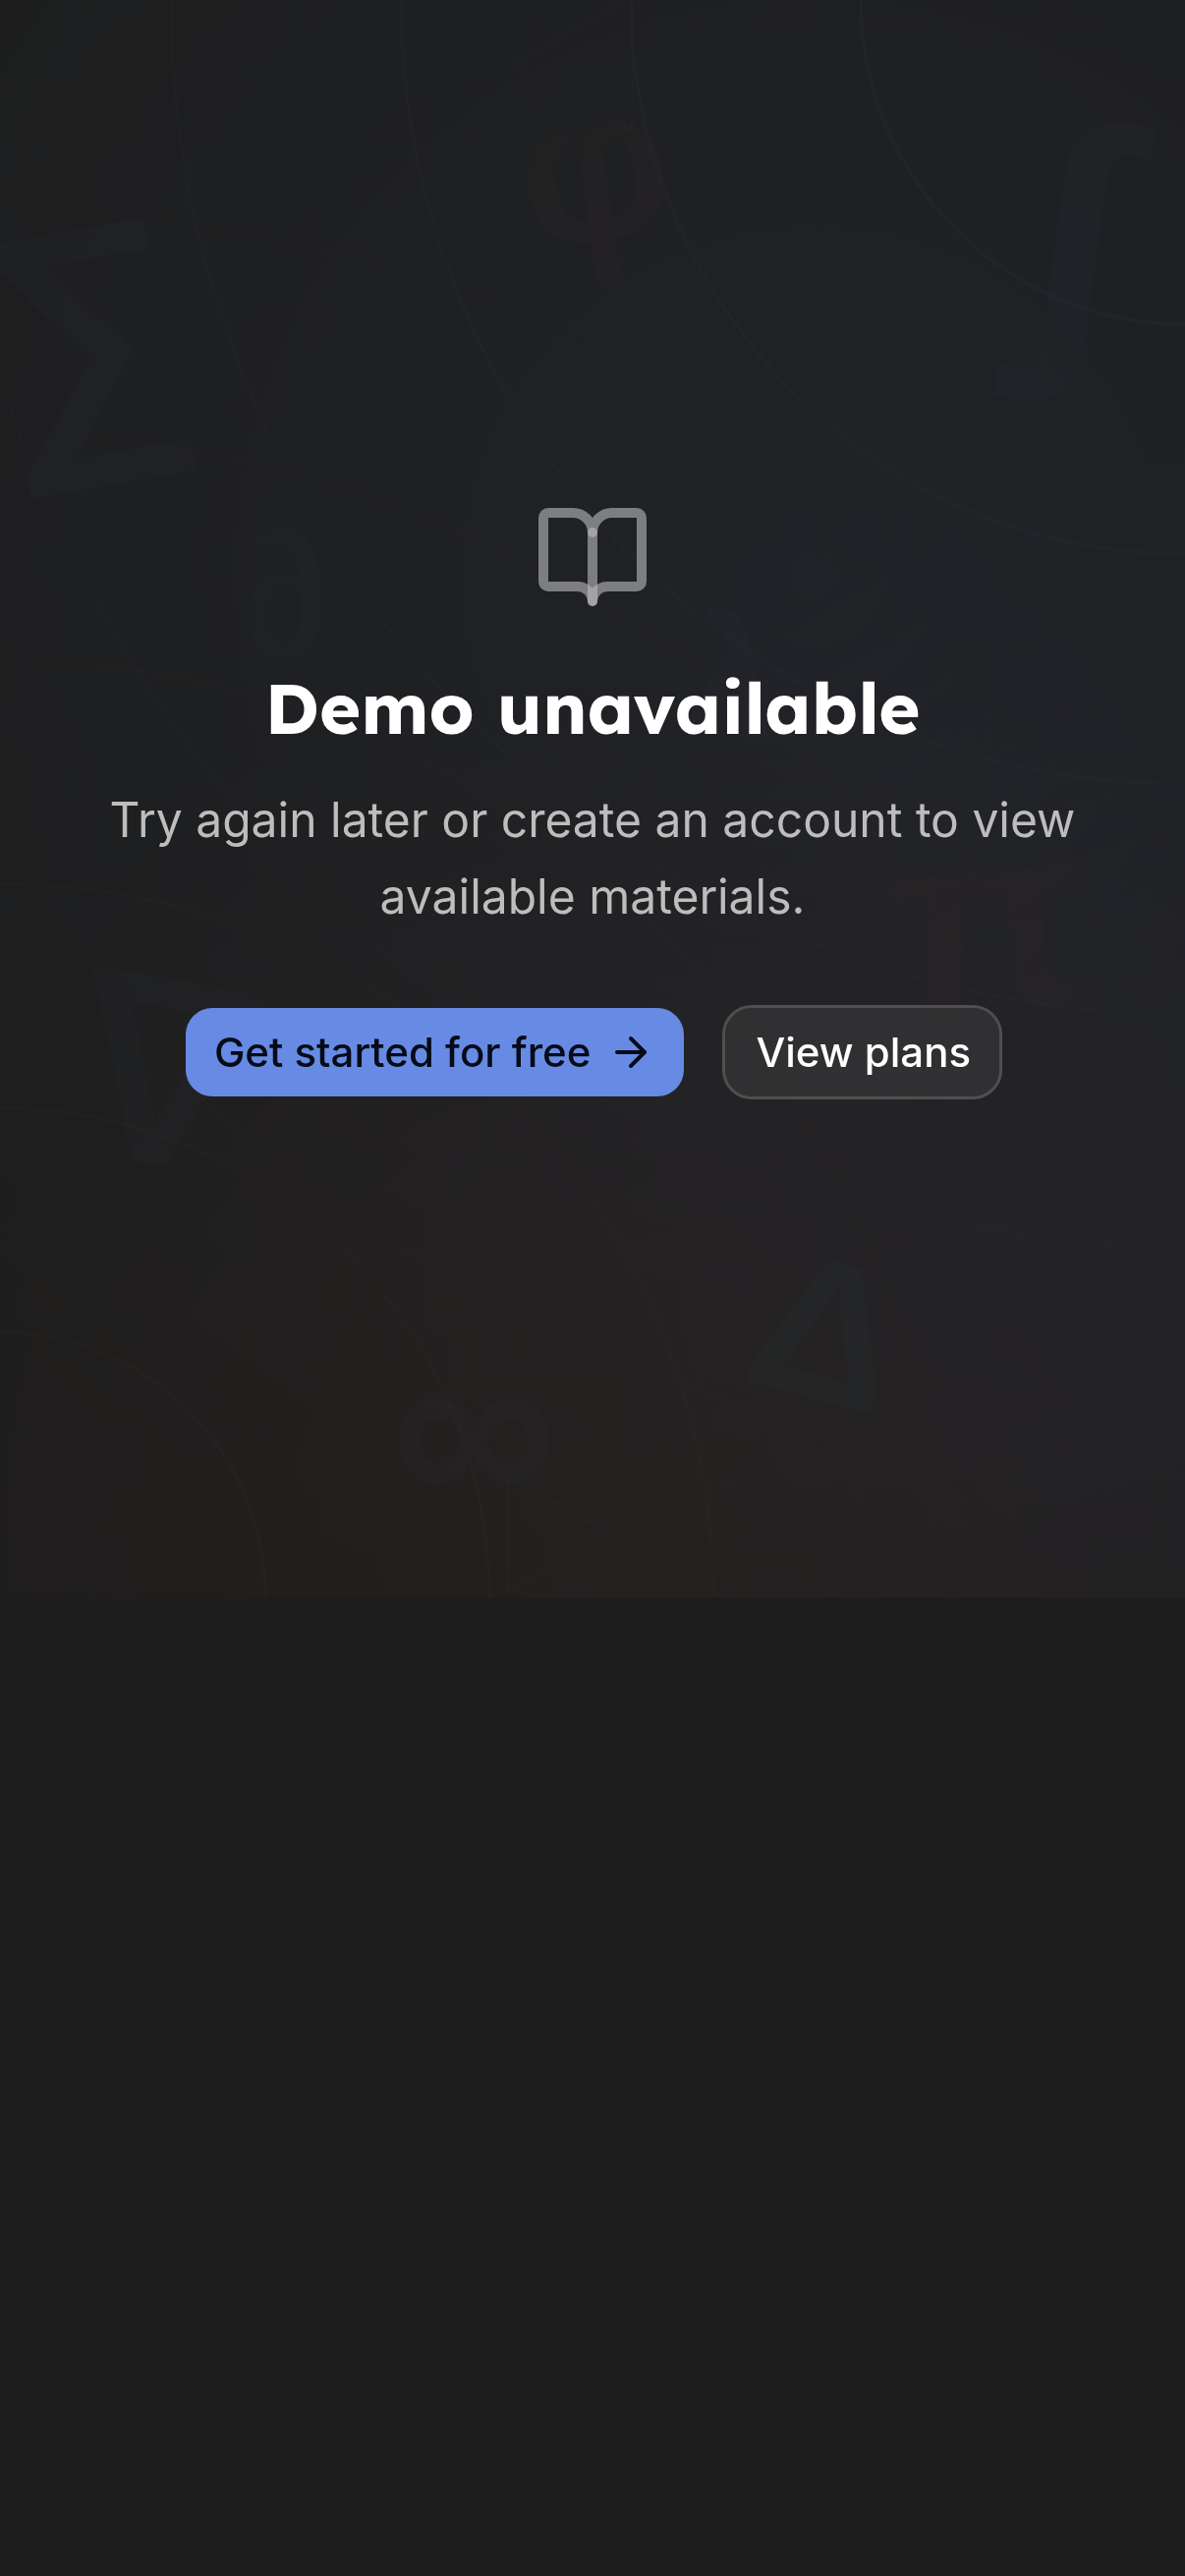 Demo unavailable
Try again later or create an account to view
available materials.
Get started for free →
View plans